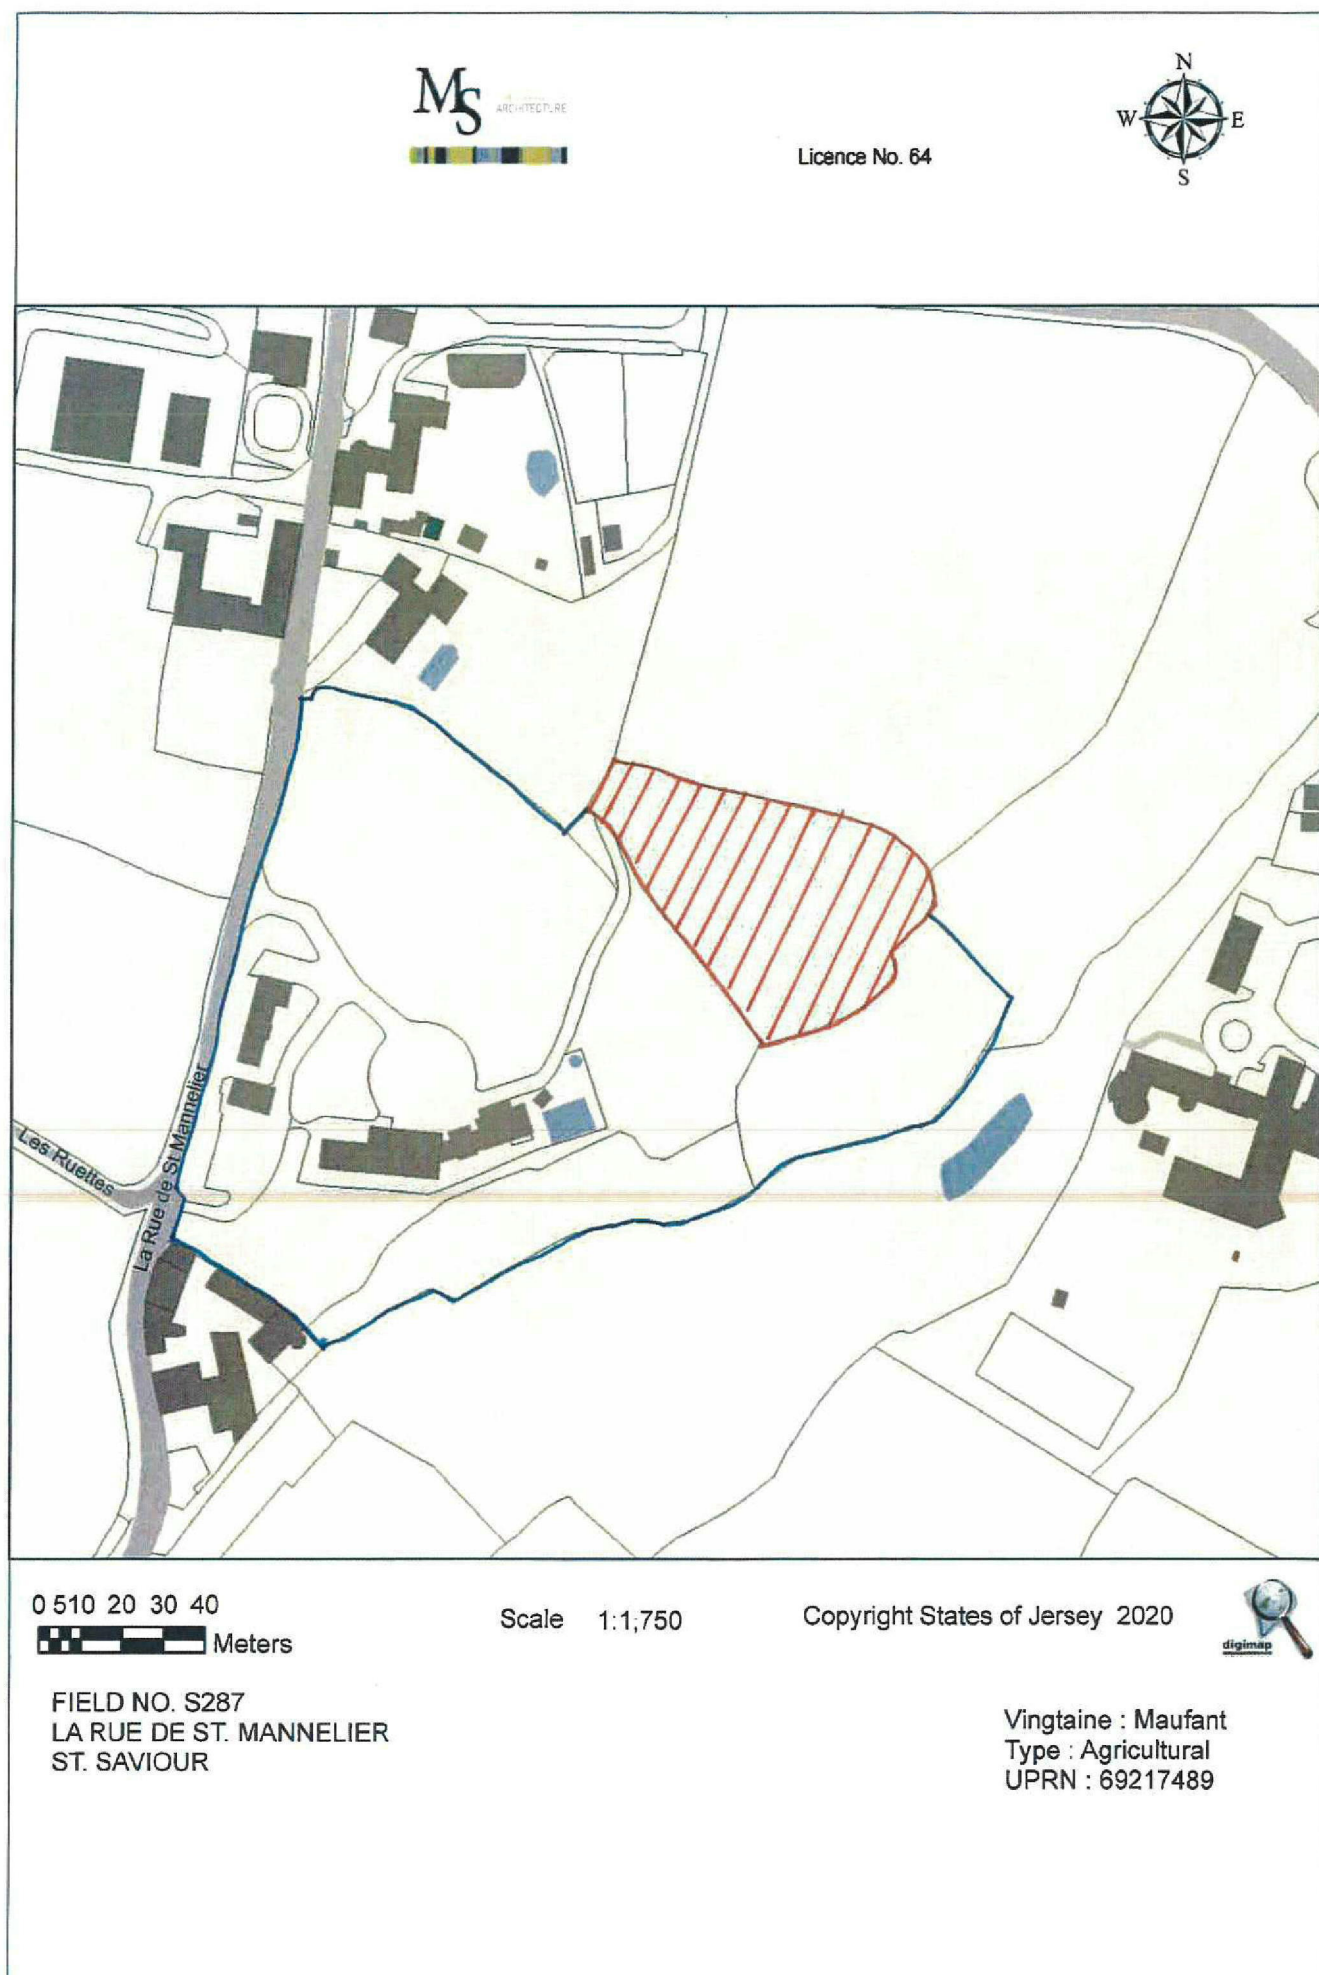 MS ARCHITECTURE
Licence No. 64
N
W E
S
Les Ruettes
La Rue de St Mannelier
0 510 20 30 40
Meters
Scale 1:1,750
Copyright States of Jersey 2020
digimap
FIELD NO. S287
LA RUE DE ST. MANNELIER
ST. SAVIOUR
Vingtaine : Maufant
Type : Agricultural
UPRN : 69217489